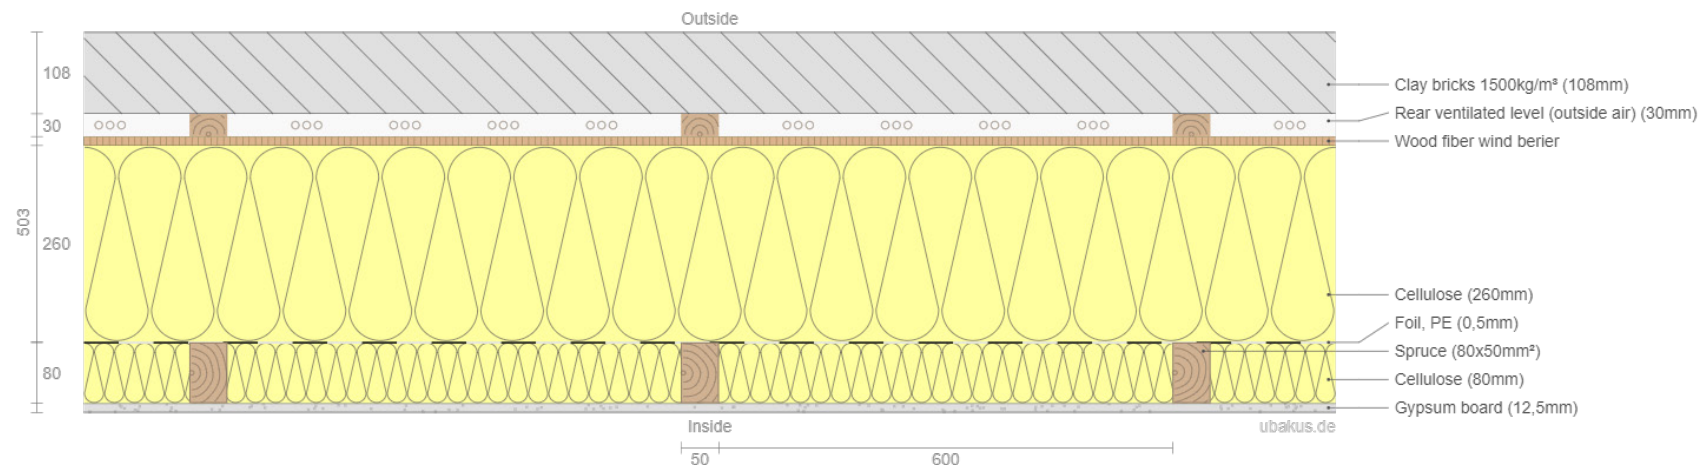 Outside
108
Clay bricks 1500kg/m³ (108mm)
Rear ventilated level (outside air) (30mm)
30
Wood fiber wind berier
503
260
Cellulose (260mm)
Foil, PE (0,5mm)
Spruce (80x50mm²)
80
Cellulose (80mm)
Gypsum board (12,5mm)
Inside
ubakus.de
50
600